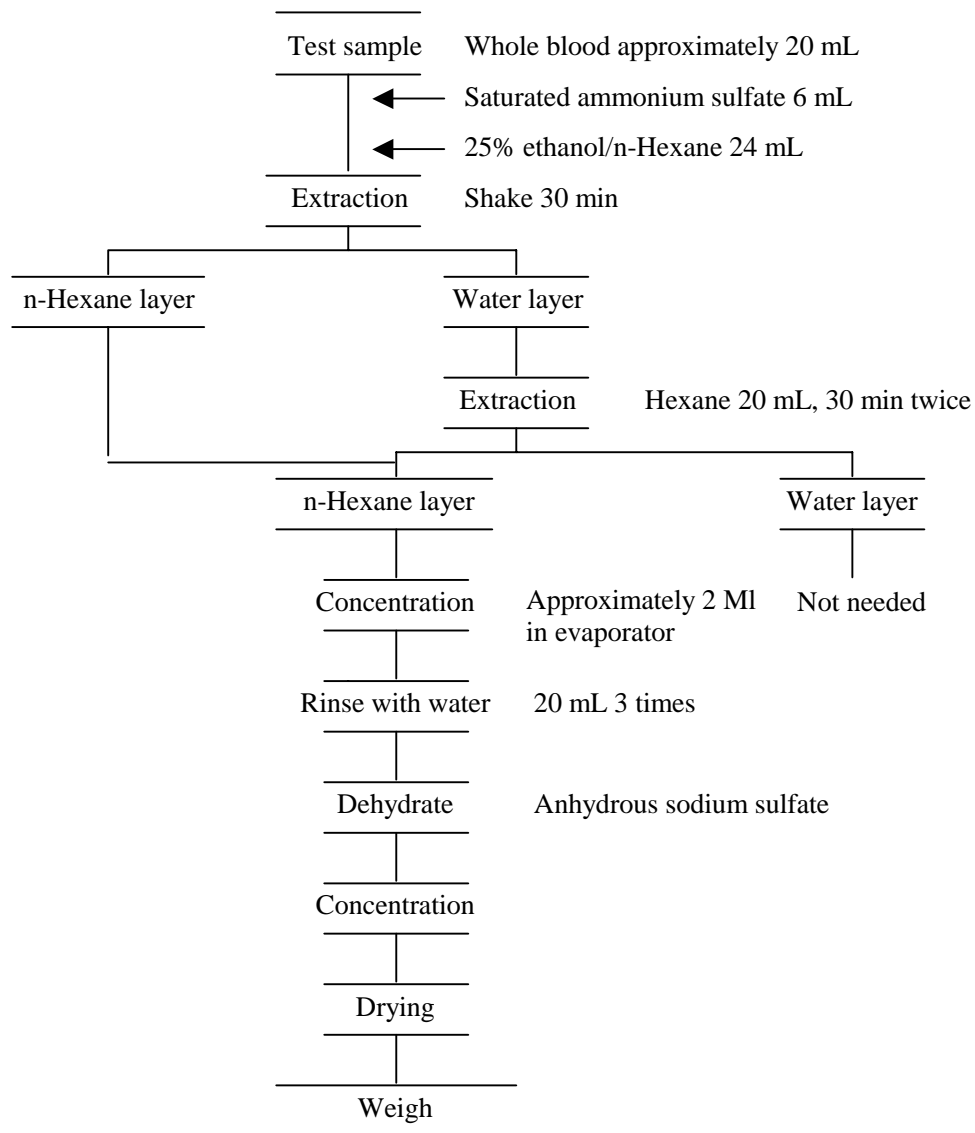 Test sample Whole blood approximately 20 mL
Saturated ammonium sulfate 6 mL
25% ethanol/n-Hexane 24 mL
Extraction Shake 30 min
n-Hexane layer Water layer
Extraction Hexane 20 mL, 30 min twice
n-Hexane layer Water layer
Concentration Approximately 2 Ml Not needed
in evaporator
Rinse with water 20 mL 3 times
Dehydrate Anhydrous sodium sulfate
Concentration
Drying
Weigh